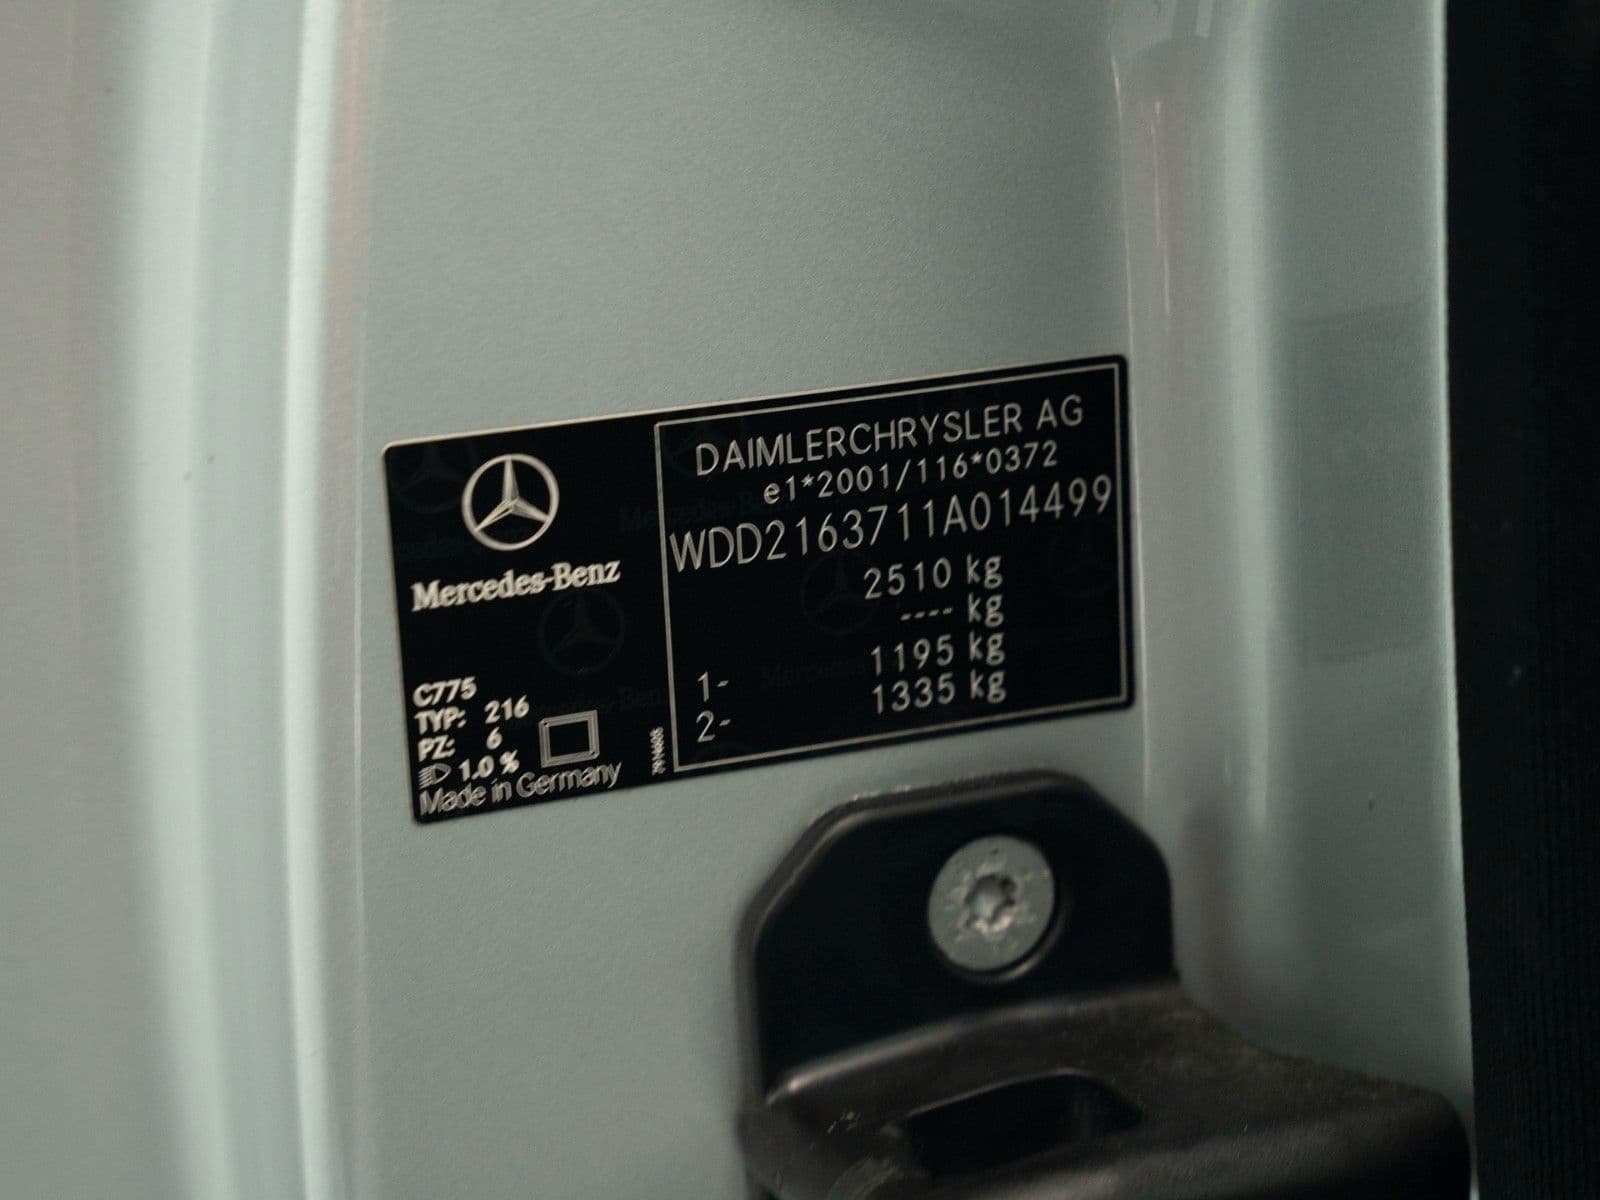 Mercedes-Benz
C775
TYP: 216
PZ: 6
1.0 %
Made in Germany
DAIMLERCHRYSLER AG
e1*2001/116*0372
WDD2163711A014499
2510 kg
---- kg
1- 1195 kg
2- 1335 kg